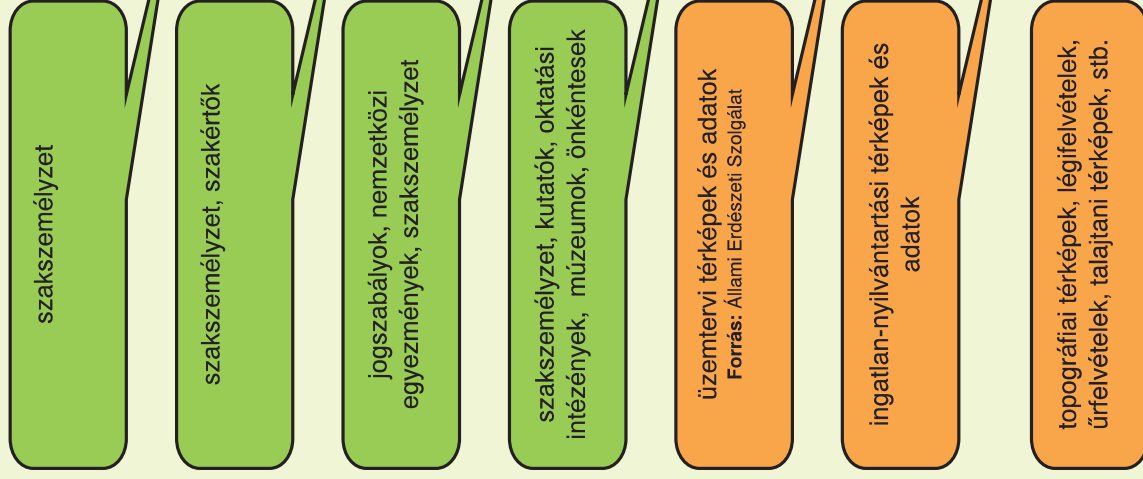 szakszemélyzet
szakszemélyzet, szakértők
jogszabályok, nemzetközi
egyezmények, szakszemélyzet
szakszemélyzet, kutatók, oktatási
intézények, múzeumok, önkéntesek
üzemtervi térképek és adatok
Forrás: Állami Erdészeti Szolgálat
ingatlan-nyilvántartási térképek és
adatok
topográfiai térképek, légifelvételek,
űrfelvételek, talajtani térképek, stb.